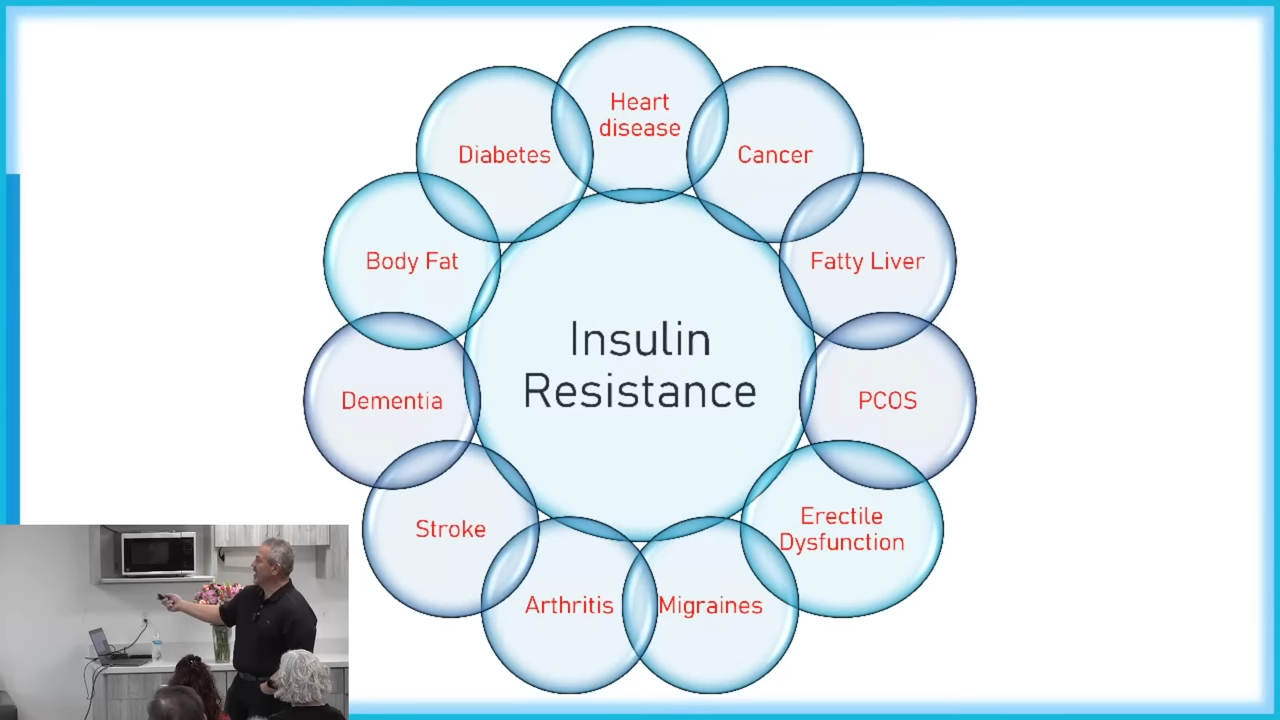 Heart
disease
Diabetes
Cancer
Body Fat
Fatty Liver
Insulin
Resistance
Dementia
PCOS
Stroke
Erectile
Dysfunction
Arthritis
Migraines